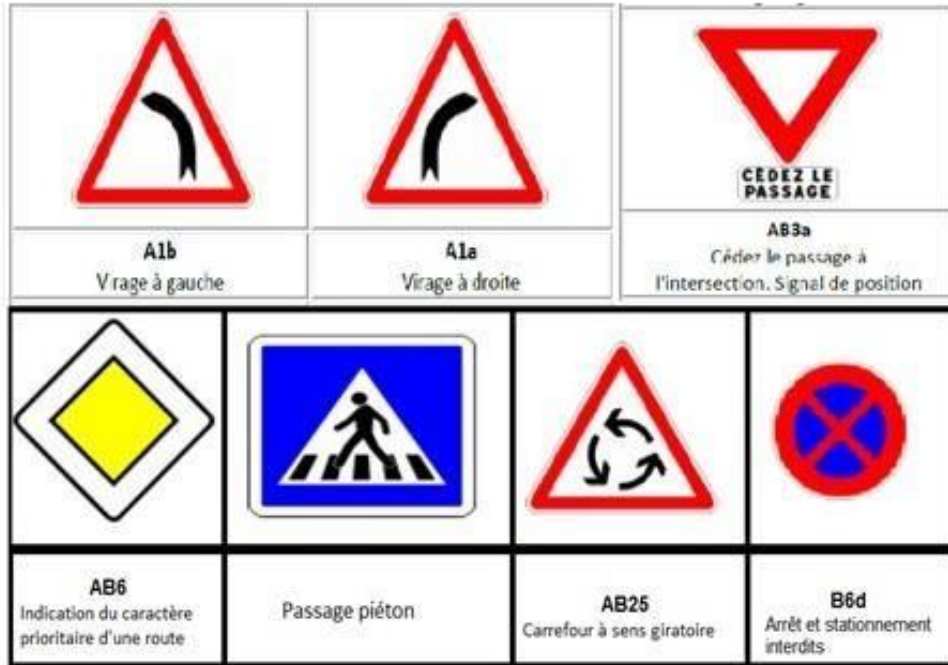 CÉDEZ LE
PASSAGE
A1b
V rage à gauche
A1a
Virage à droite
AB3a
Cédez le passage à
l'intersection. Signal de position
AB6
Indication du caractère
prioritaire d'une route
Passage piéton
AB25
Carrefour à sens giratoire
B6d
Arrêt et stationnement
interdits